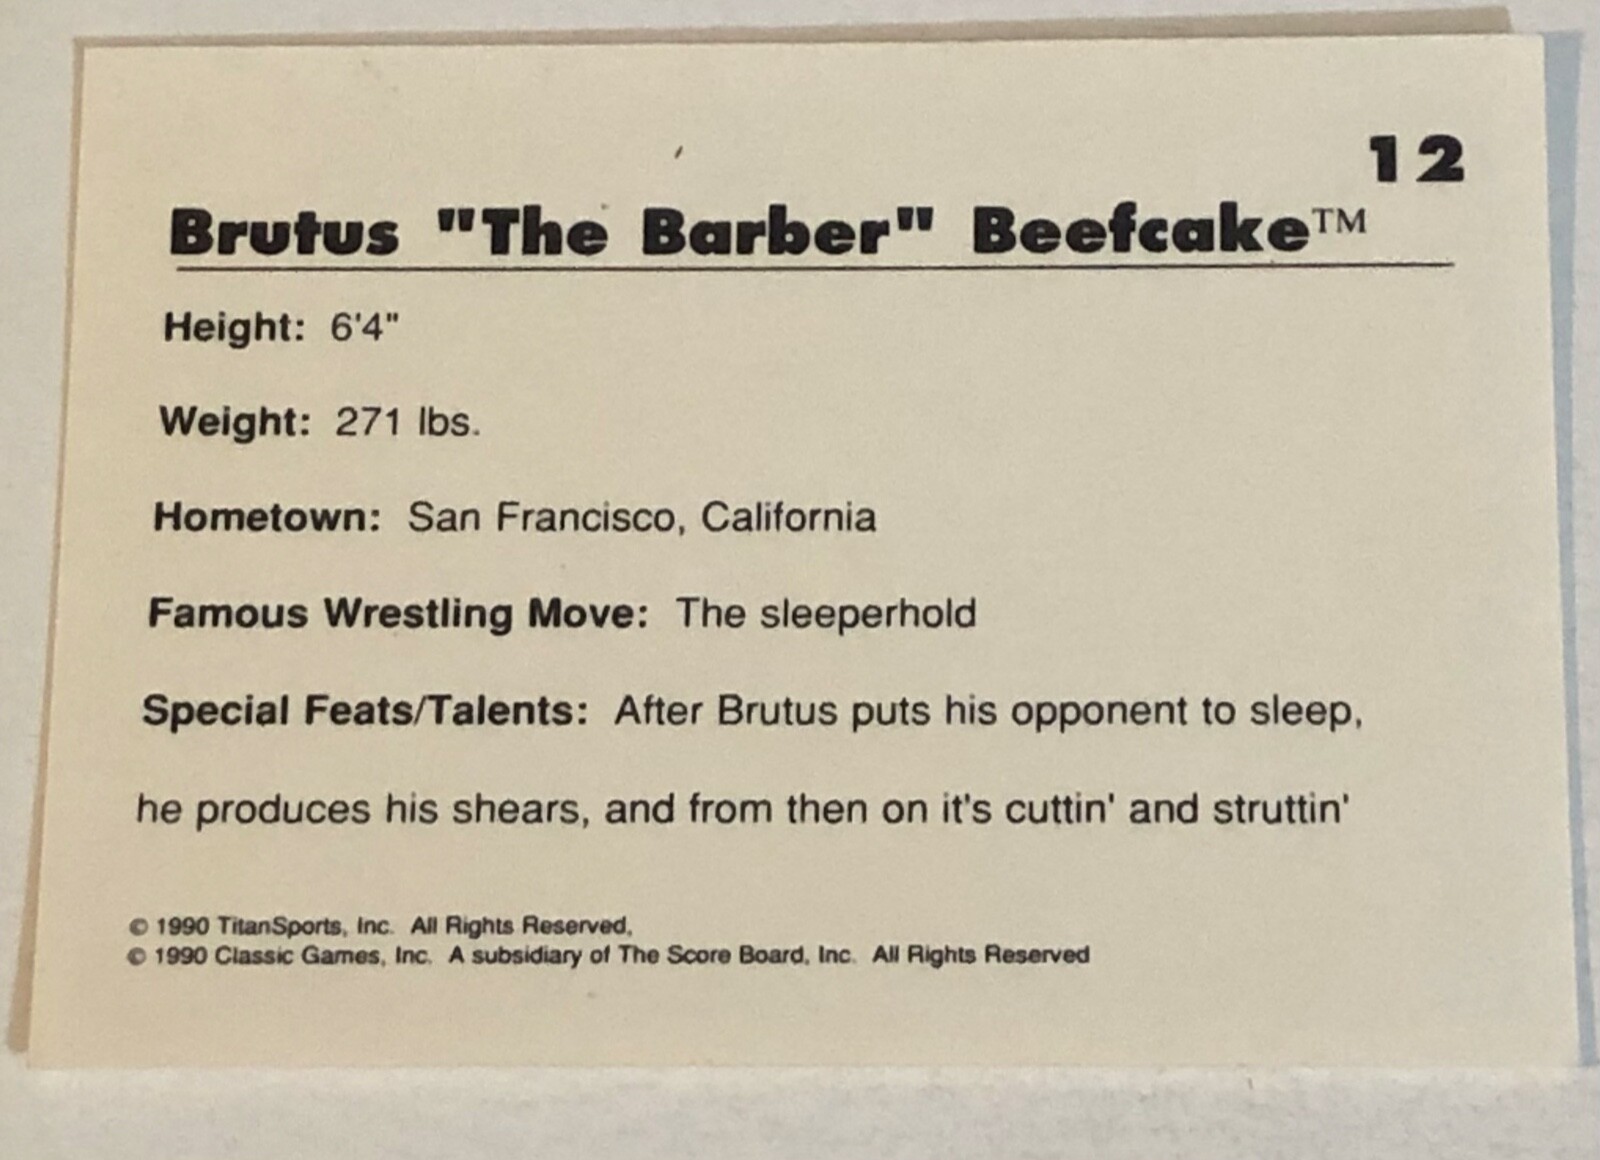 12
Brutus "The Barber" Beefcake™
Height: 6'4"
Weight: 271 lbs.
Hometown: San Francisco, California
Famous Wrestling Move: The sleeperhold
Special Feats/Talents: After Brutus puts his opponent to sleep,
he produces his shears, and from then on it's cuttin' and struttin'
© 1990 TitanSports, Inc. All Rights Reserved,
© 1990 Classic Games, Inc. A subsidiary of The Score Board, Inc. All Rights Reserved